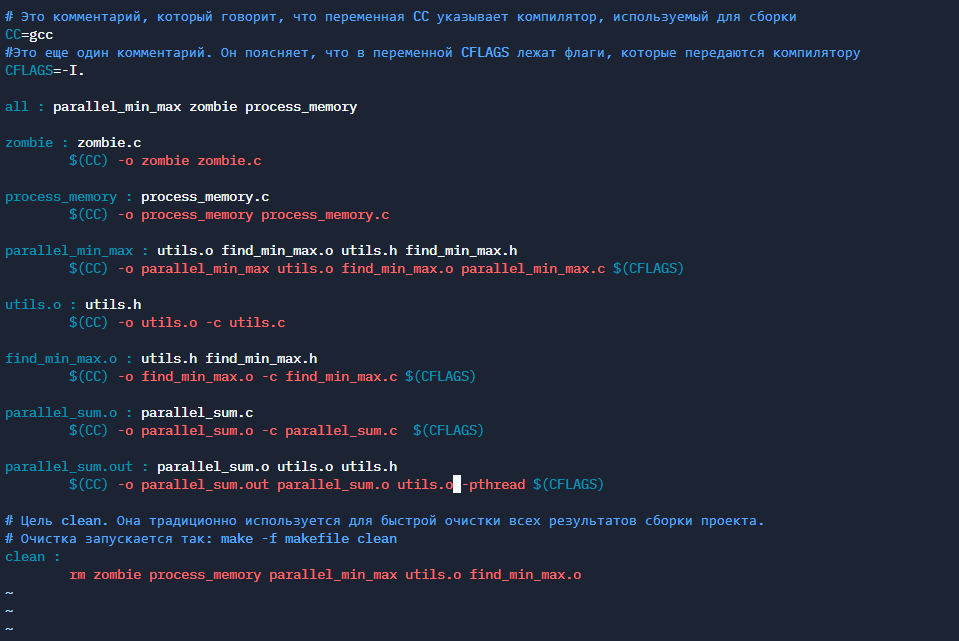 # Это комментарий, который говорит, что переменная CC указывает компилятор, используемый для сборки
CC=gcc
#Это еще один комментарий. Он поясняет, что в переменной CFLAGS лежат флаги, которые передаются компилятору
CFLAGS=-I.
all : parallel_min_max zombie process_memory
zombie : zombie.c
$(CC) -o zombie zombie.c
process_memory : process_memory.c
$(CC) -o process_memory process_memory.c
parallel_min_max : utils.o find_min_max.o utils.h find_min_max.h
$(CC) -o parallel_min_max utils.o find_min_max.o parallel_min_max.c $(CFLAGS)
utils.o : utils.h
$(CC) -o utils.o -c utils.c
find_min_max.o : utils.h find_min_max.h
$(CC) -o find_min_max.o -c find_min_max.c $(CFLAGS)
parallel_sum.o : parallel_sum.c
$(CC) -o parallel_sum.o -c parallel_sum.c  $(CFLAGS)
parallel_sum.out : parallel_sum.o utils.o utils.h
$(CC) -o parallel_sum.out parallel_sum.o utils.o -pthread $(CFLAGS)
# Цель clean. Она традиционно используется для быстрой очистки всех результатов сборки проекта.
# Очистка запускается так: make -f makefile clean
clean :
rm zombie process_memory parallel_min_max utils.o find_min_max.o
~
~
~